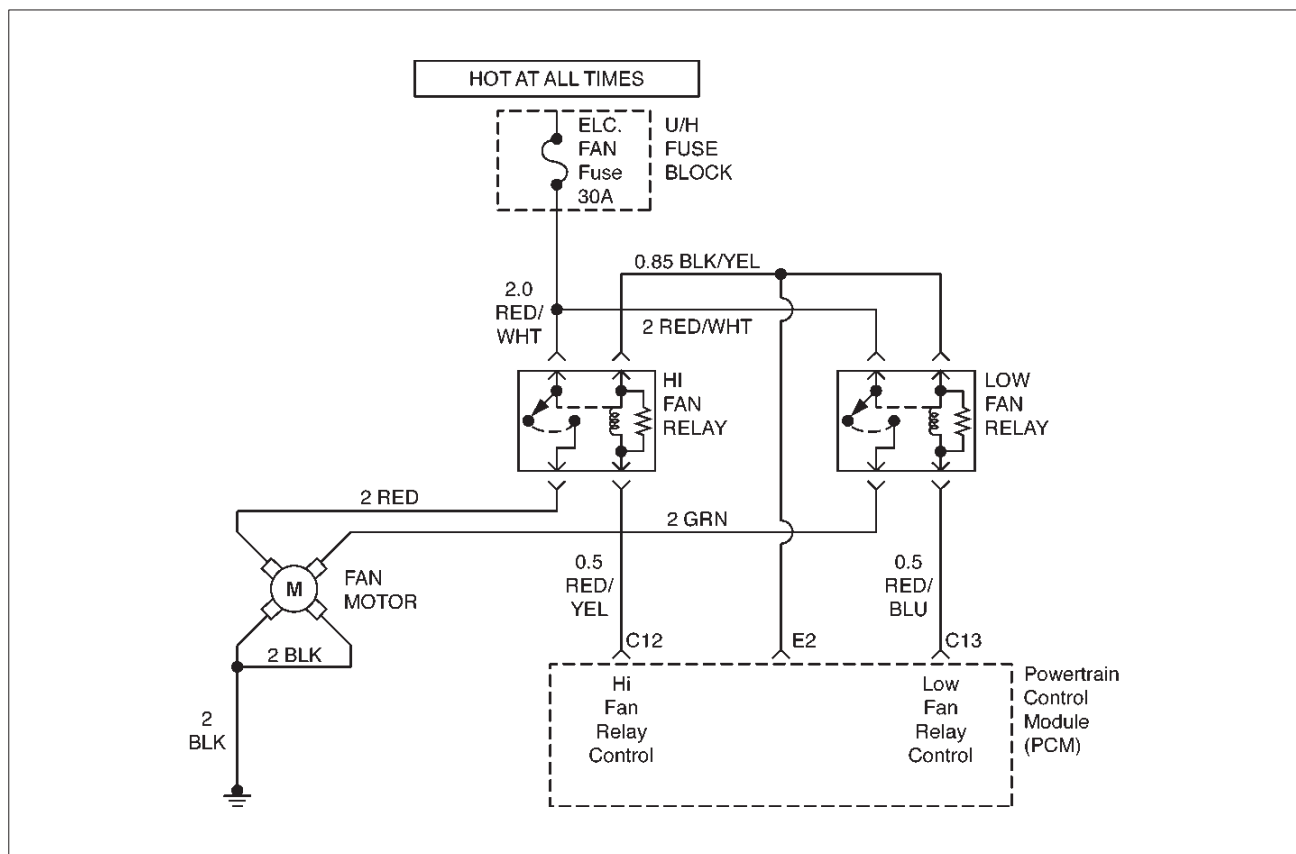 HOT AT ALL TIMES
ELC.
FAN
Fuse
30A
U/H
FUSE
BLOCK
0.85 BLK/YEL
2.0
RED/
WHT
2 RED/WHT
HI
FAN
RELAY
LOW
FAN
RELAY
2 RED
2 GRN
M
FAN
MOTOR
0.5
RED/
YEL
0.5
RED/
BLU
2 BLK
C12
E2
C13
2
BLK
Hi
Fan
Relay
Control
Low
Fan
Relay
Control
Powertrain
Control
Module
(PCM)